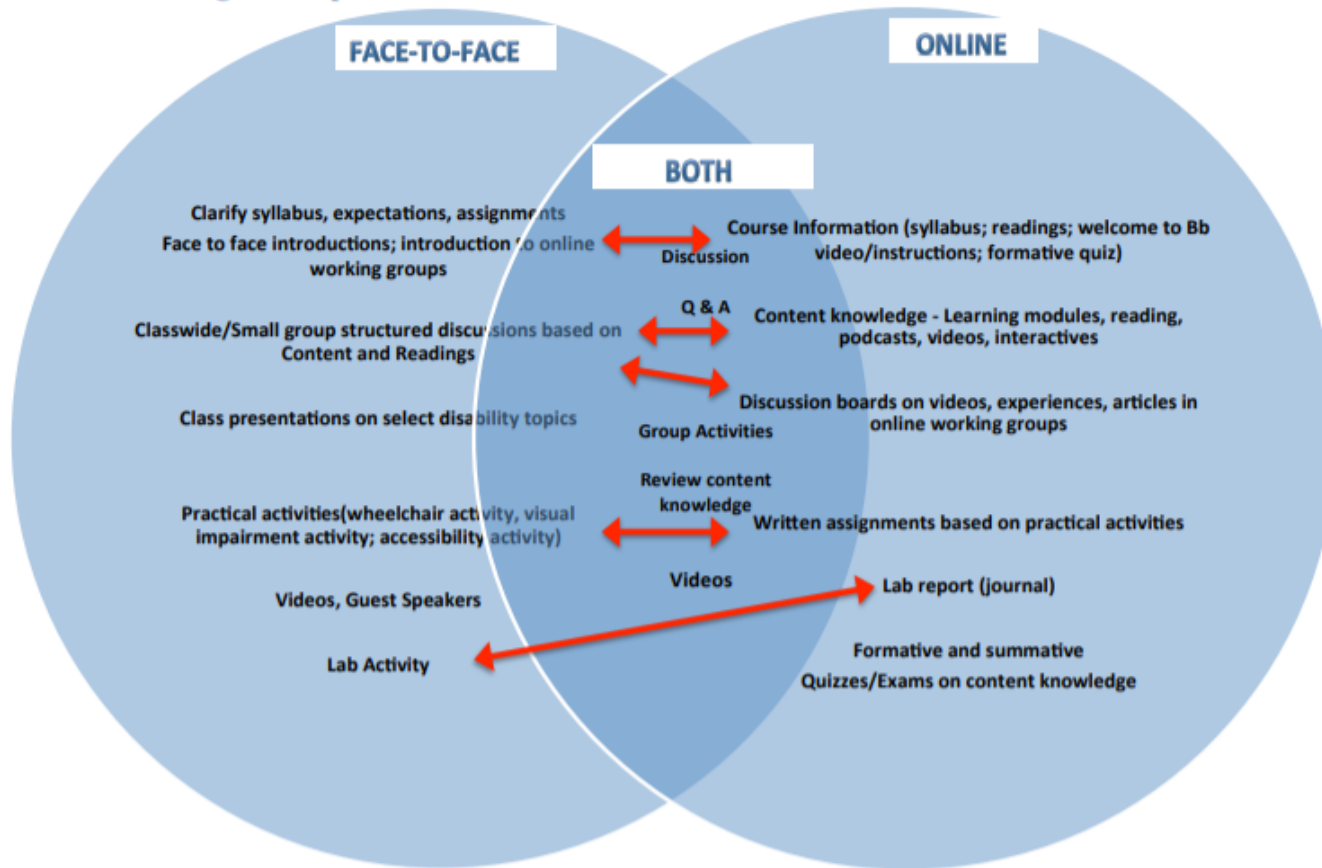 FACE-TO-FACE
ONLINE
BOTH
Clarify syllabus, expectations, assignments
Face to face introductions; introduction to online
working groups
Discussion
Course Information (syllabus; readings; welcome to Bb
video/instructions; formative quiz)
Q & A
Classwide/Small group structured discussions based on
Content and Readings
Content knowledge - Learning modules, reading,
podcasts, videos, interactives
Class presentations on select disability topics
Group Activities
Discussion boards on videos, experiences, articles in
online working groups
Review content
knowledge
Practical activities(wheelchair activity, visual
impairment activity; accessibility activity)
Written assignments based on practical activities
Videos
Videos, Guest Speakers
Lab report (journal)
Lab Activity
Formative and summative
Quizzes/Exams on content knowledge